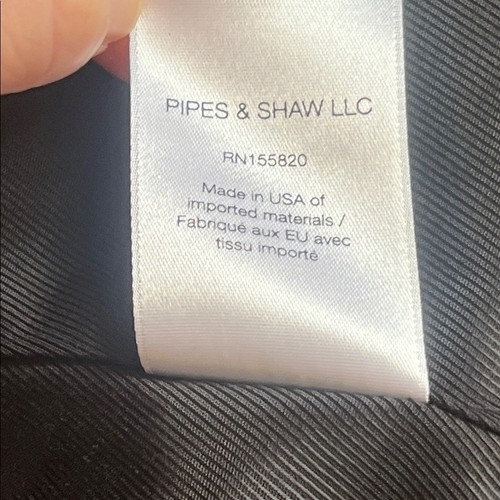 PIPES & SHAW LLC
RN155820
Made in USA of
imported materials /
Fabriqué aux EU avec
tissu importé